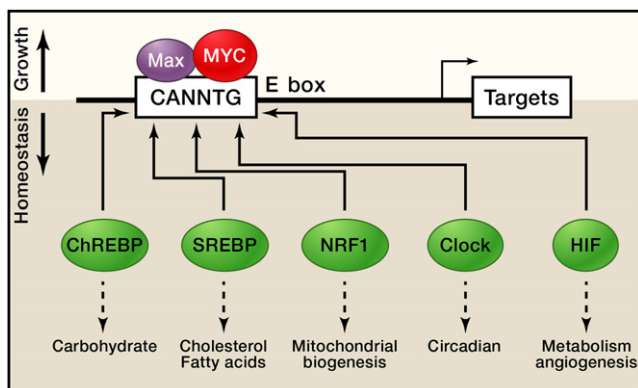 Growth
Homeostasis
Max
MYC
CANNTG
E box
Targets
ChREBP
SREBP
NRF1
Clock
HIF
Carbohydrate
Cholesterol
Fatty acids
Mitochondrial
biogenesis
Circadian
Metabolism
angiogenesis